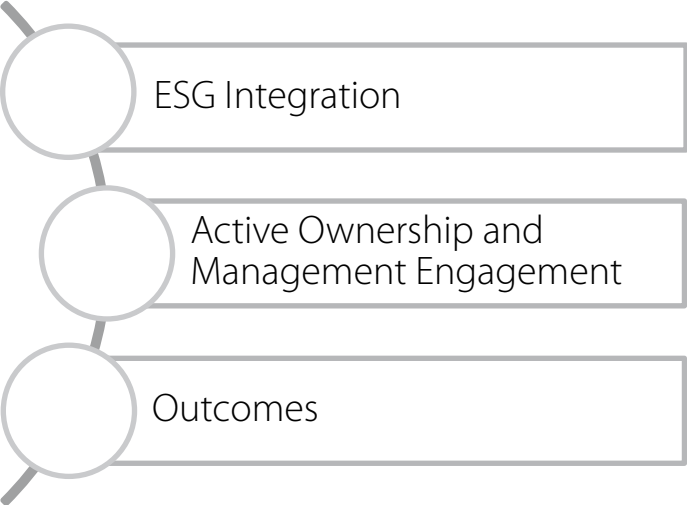 ESG Integration
Active Ownership and
Management Engagement
Outcomes